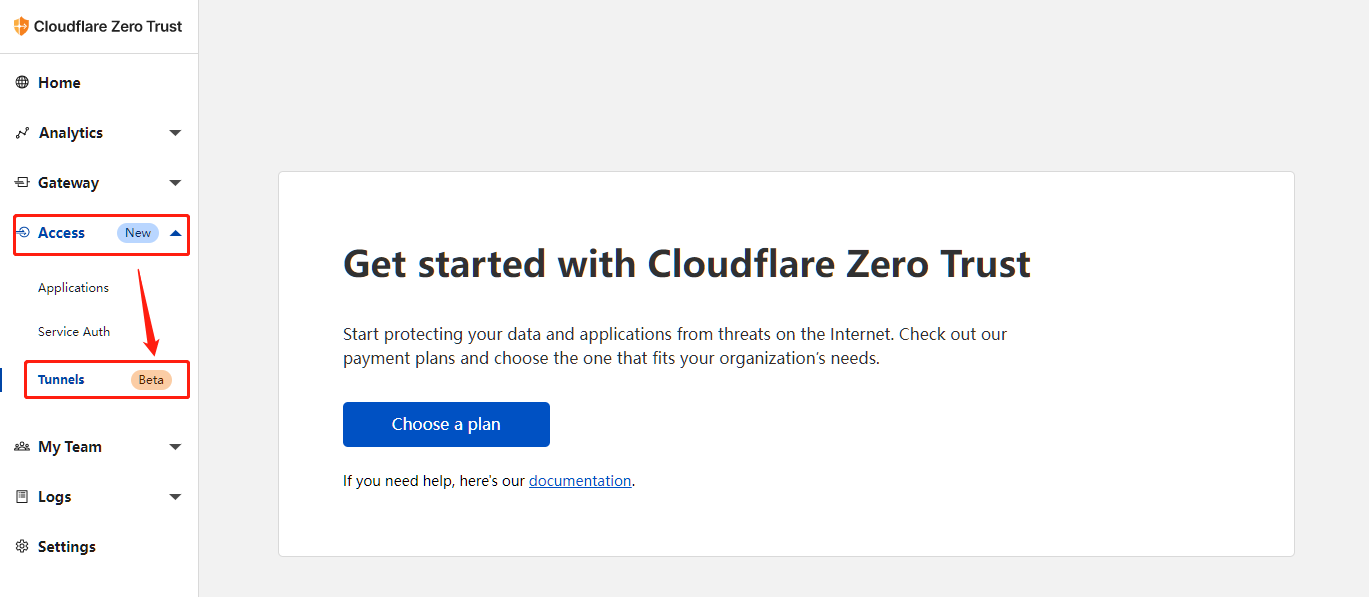 Cloudflare Zero Trust
Home
Analytics
Gateway
Access New
Applications
Service Auth
Tunnels Beta
My Team
Logs
Settings
Get started with Cloudflare Zero Trust
Start protecting your data and applications from threats on the Internet. Check out our
payment plans and choose the one that fits your organization's needs.
Choose a plan
If you need help, here's our documentation.